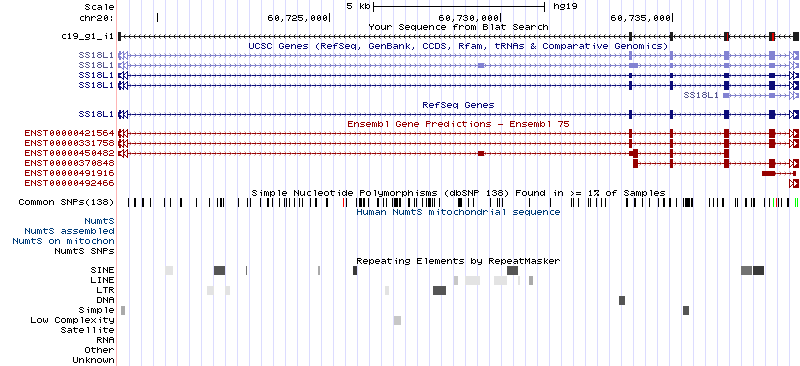 Scale 5 kb hg19
chr20: 60,725,000 60,730,000 60,735,000
Your Sequence from Blat Search
c19_g1_i1
UCSC Genes (RefSeq, GenBank, CCDS, Rfam, tRNAs & Comparative Genomics)
SS18L1
SS18L1
SS18L1
SS18L1
SS18L1
RefSeq Genes
SS18L1
Ensembl Gene Predictions - Ensembl 75
ENST00000421564
ENST00000331758
ENST00000450482
ENST00000370848
ENST00000491916
ENST00000492466
Simple Nucleotide Polymorphisms (dbSNP 138) Found in >= 1% of Samples
Common SNPs(138)
Human NumtS mitochondrial sequence
NumtS
NumtS assembled
NumtS on mitochon
NumtS SNPs
Repeating Elements by RepeatMasker
SINE
LINE
LTR
DNA
Simple
Low Complexity
Satellite
RNA
Other
Unknown